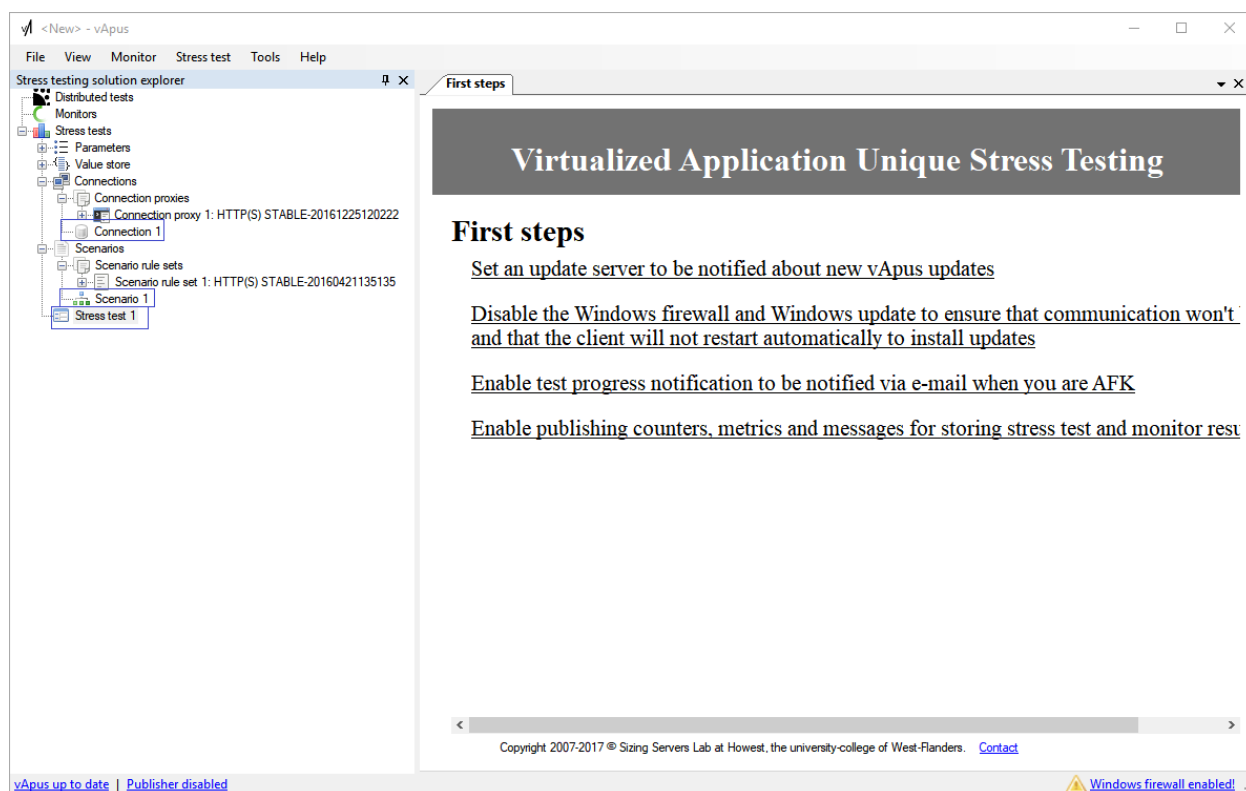 <New> - vApus
File View Monitor Stress test Tools Help
Stress testing solution explorer
Distributed tests
Monitors
Stress tests
Parameters
Value store
Connections
Connection proxies
Connection proxy 1: HTTP(S) STABLE-20161225120222
Connection 1
Scenarios
Scenario rule sets
Scenario rule set 1: HTTP(S) STABLE-20160421135135
Scenario 1
Stress test 1
First steps
Virtualized Application Unique Stress Testing
First steps
Set an update server to be notified about new vApus updates
Disable the Windows firewall and Windows update to ensure that communication won't
and that the client will not restart automatically to install updates
Enable test progress notification to be notified via e-mail when you are AFK
Enable publishing counters, metrics and messages for storing stress test and monitor resu
Copyright 2007-2017 © Sizing Servers Lab at Howest, the university-college of West-Flanders. Contact
vApus up to date | Publisher disabled
Windows firewall enabled!